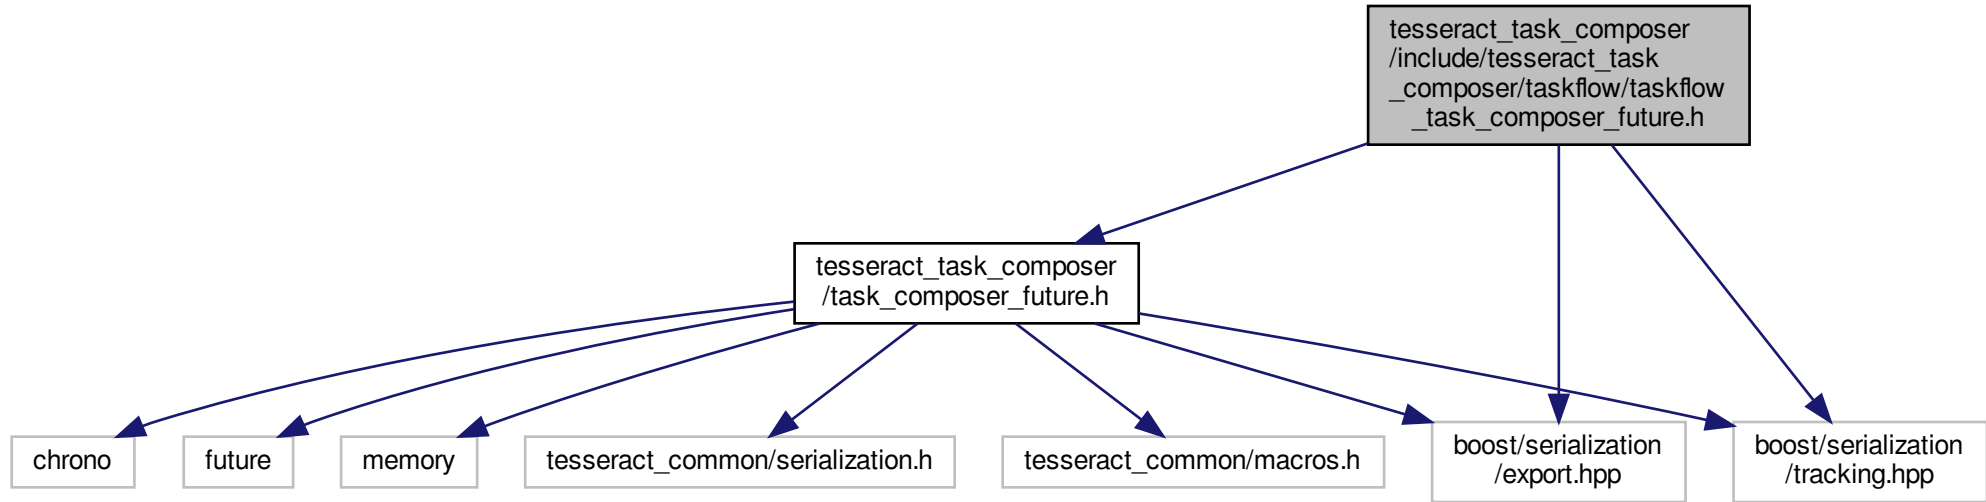 tesseract_task_composer
/include/tesseract_task
_composer/taskflow/taskflow
_task_composer_future.h
tesseract_task_composer
/task_composer_future.h
chrono
future
memory
tesseract_common/serialization.h
tesseract_common/macros.h
boost/serialization
/export.hpp
boost/serialization
/tracking.hpp